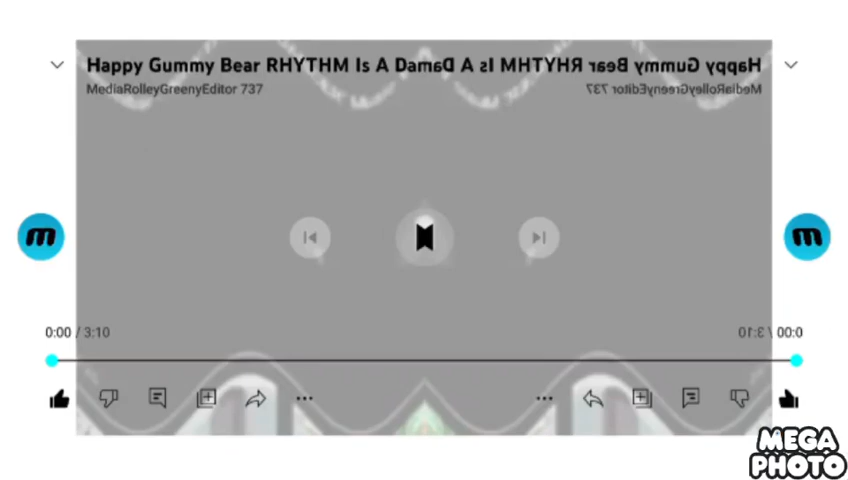 Happy Gummy Bear RHYTHM Is A DamaD A sI MHTYHR raeB ymmuG yppaH
MediaRolleyGreenyEditor 737
737 rotidEyneerGyelloRaideM
m
m
0:00 / 3:10
01:3 / 00:0
MEGA
PHOTO